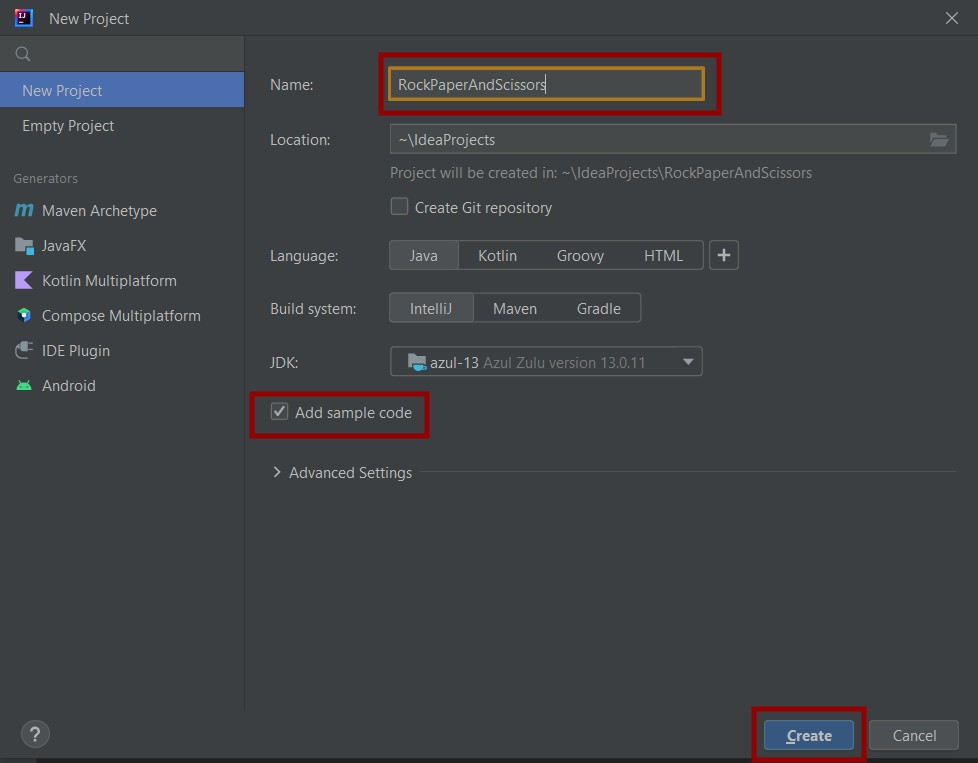 New Project
New Project
Empty Project
Generators
Maven Archetype
JavaFX
Kotlin Multiplatform
Compose Multiplatform
IDE Plugin
Android
Name: RockPaperAndScissors
Location: ~\IdeaProjects
Project will be created in: ~\IdeaProjects\RockPaperAndScissors
Create Git repository
Language: Java Kotlin Groovy HTML +
Build system: IntelliJ Maven Gradle
JDK: azul-13 Azul Zulu version 13.0.11
Add sample code
Advanced Settings
? Create Cancel